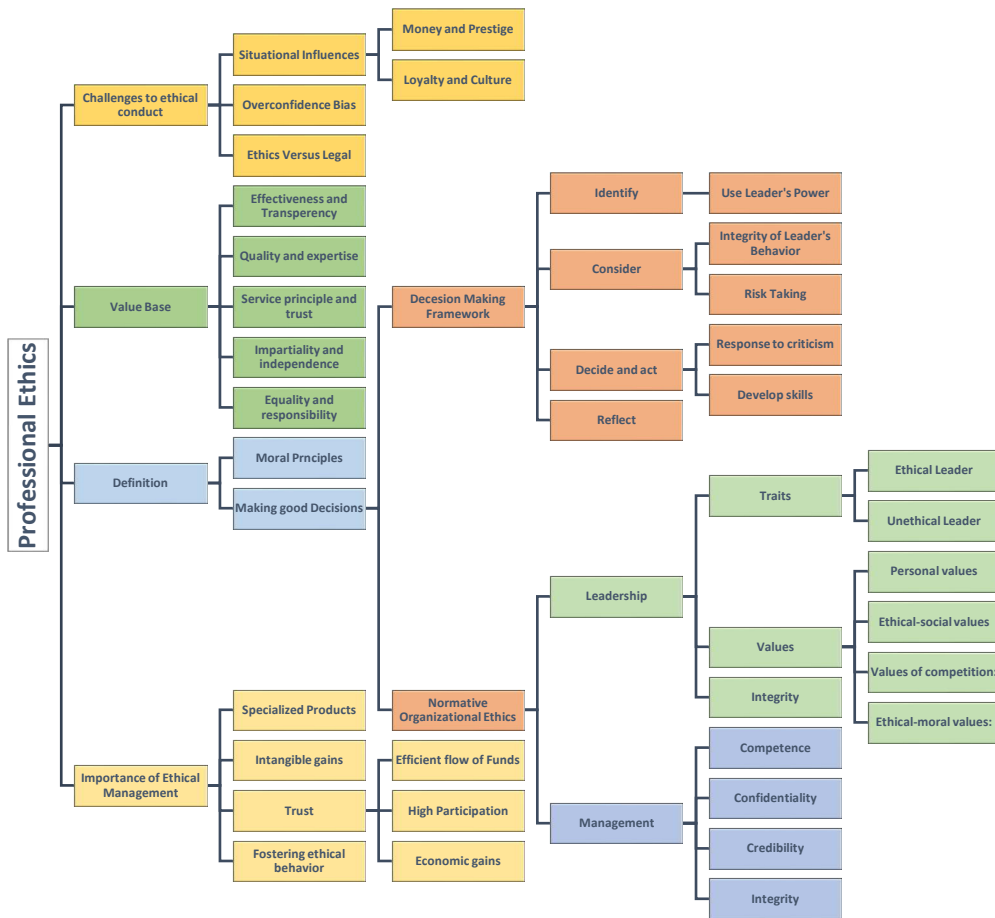 Professional Ethics
Challenges to ethical
conduct
Situational Influences
Money and Prestige
Loyalty and Culture
Overconfidence Bias
Ethics Versus Legal
Value Base
Effectiveness and
Transperency
Quality and expertise
Service principle and
trust
Impartiality and
independence
Equality and
responsibility
Definition
Moral Prnciples
Making good Decisions
Decesion Making
Framework
Identify
Use Leader's Power
Consider
Integrity of Leader's
Behavior
Risk Taking
Decide and act
Response to criticism
Develop skills
Reflect
Normative
Organizational Ethics
Leadership
Traits
Ethical Leader
Unethical Leader
Values
Personal values
Ethical-social values
Values of competition:
Ethical-moral values:
Integrity
Management
Competence
Confidentiality
Credibility
Integrity
Importance of Ethical
Management
Specialized Products
Intangible gains
Trust
Efficient flow of Funds
High Participation
Economic gains
Fostering ethical
behavior